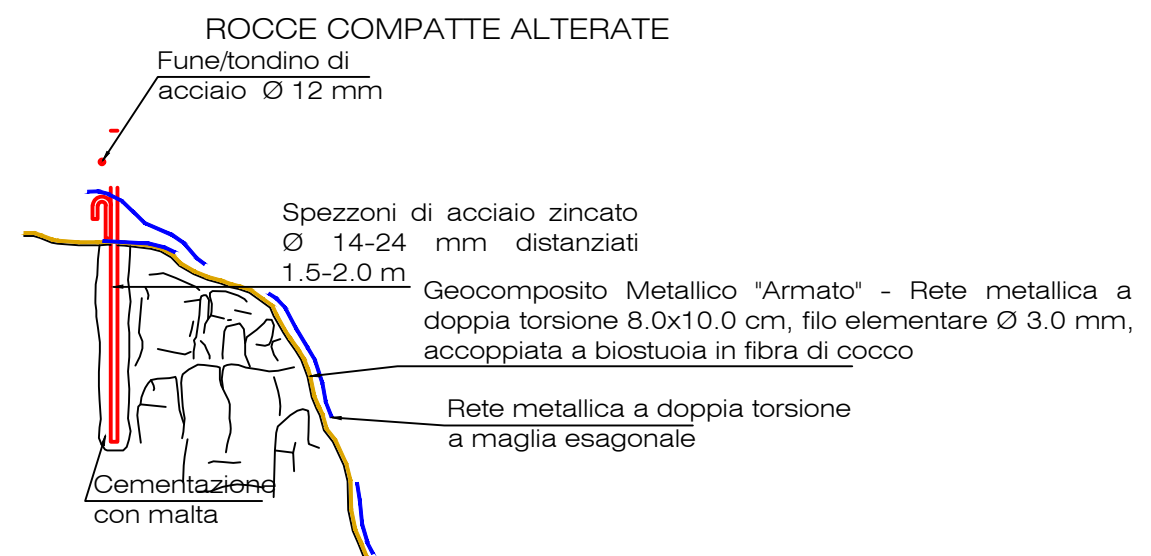 ROCCE COMPATTE ALTERATE
Fune/tondino di
acciaio Ø 12 mm
Spezzoni di acciaio zincato
Ø 14-24 mm distanziati
1.5-2.0 m
Geocomposito Metallico "Armato" - Rete metallica a
doppia torsione 8.0x10.0 cm, filo elementare Ø 3.0 mm,
accoppiata a biostuoia in fibra di cocco
Rete metallica a doppia torsione
a maglia esagonale
Cementazione
con malta